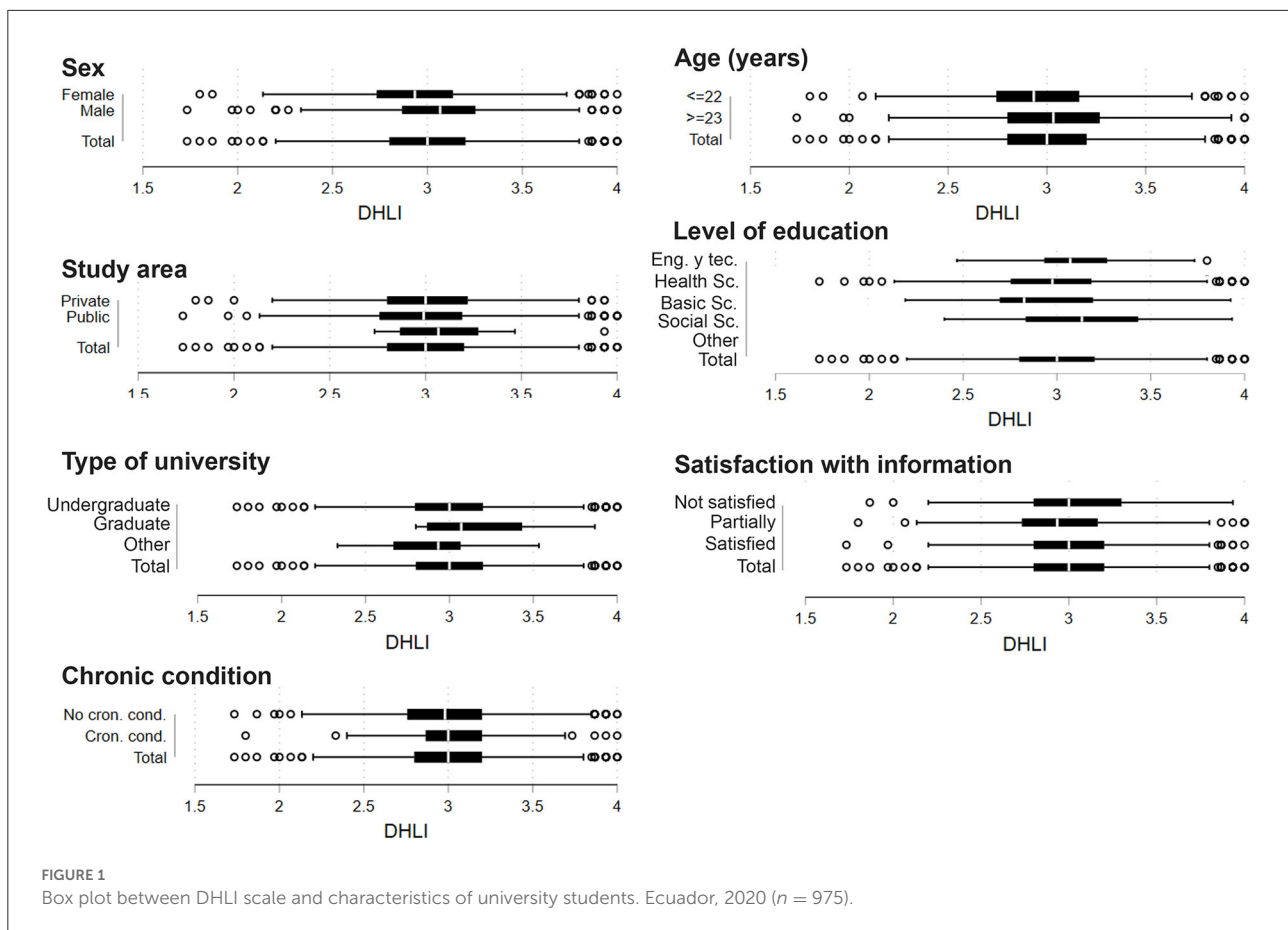 Sex
Female
Male
Total
1.5 2 2.5 3 3.5 4
DHLI
Age (years)
<=22
>=23
Total
1.5 2 2.5 3 3.5 4
DHLI
Study area
Private
Public
Total
1.5 2 2.5 3 3.5 4
DHLI
Level of education
Eng. y tec.
Health Sc.
Basic Sc.
Social Sc.
Other
Total
1.5 2 2.5 3 3.5 4
DHLI
Type of university
Undergraduate
Graduate
Other
Total
1.5 2 2.5 3 3.5 4
DHLI
Satisfaction with information
Not satisfied
Partially
Satisfied
Total
1.5 2 2.5 3 3.5 4
DHLI
Chronic condition
No cron. cond.
Cron. cond.
Total
1.5 2 2.5 3 3.5 4
DHLI
FIGURE 1
Box plot between DHLI scale and characteristics of university students. Ecuador, 2020 (n = 975).